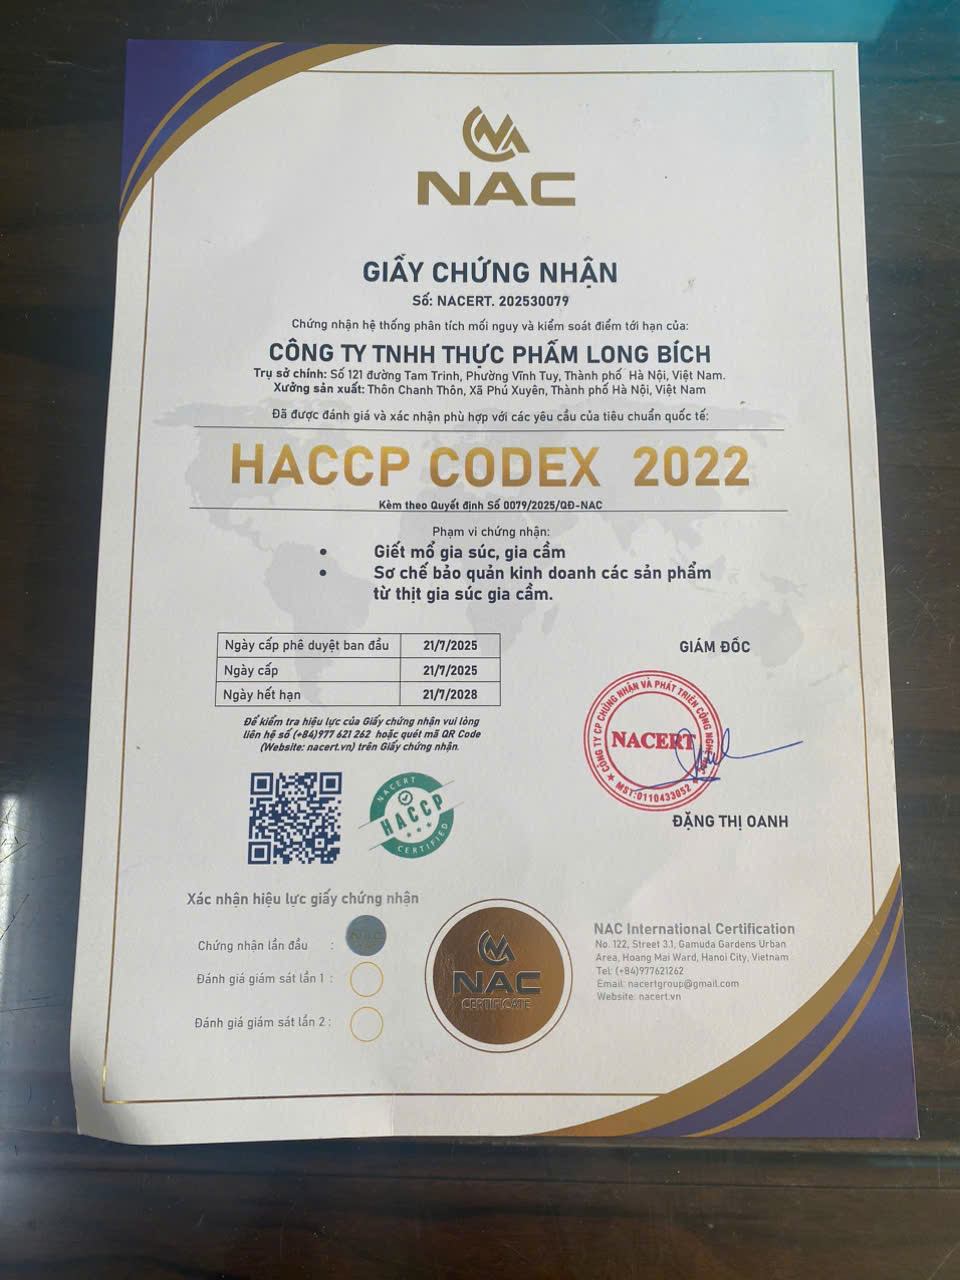 NAC
GIẤY CHỨNG NHẬN
Số: NACERT. 202530079
Chứng nhận hệ thống phân tích mối nguy và kiểm soát điểm tới hạn của:
CÔNG TY TNHH THỰC PHẨM LONG BÍCH
Trụ sở chính: Số 121 đường Tam Trinh, Phường Vĩnh Tuy, Thành phố Hà Nội, Việt Nam.
Xưởng sản xuất: Thôn Chanh Thôn, Xã Phú Xuyên, Thành phố Hà Nội, Việt Nam
Đã được đánh giá và xác nhận phù hợp với các yêu cầu của tiêu chuẩn quốc tế:
HACCP CODEX 2022
Kèm theo Quyết định Số 0079/2025/QĐ-NAC
Phạm vi chứng nhận:
• Giết mổ gia súc, gia cầm
• Sơ chế bảo quản kinh doanh các sản phẩm
từ thịt gia súc gia cầm.
Ngày cấp phê duyệt ban đầu 21/7/2025
Ngày cấp 21/7/2025
Ngày hết hạn 21/7/2028
Để kiểm tra hiệu lực của Giấy chứng nhận vui lòng
liên hệ số (+84)977 621 262 hoặc quét mã QR Code
(Website: nacert.vn) trên Giấy chứng nhận.
GIÁM ĐỐC
CÔNG TY CP CHỨNG NHẬN VÀ PHÁT TRIỂN CÔNG NGHỆ
NACERT
MST:0110433052
ĐẶNG THỊ OANH
NACERT
HACCP
CERTIFIED
Xác nhận hiệu lực giấy chứng nhận
Chứng nhận lần đầu :
NAC
Đánh giá giám sát lần 1 :
Đánh giá giám sát lần 2 :
NAC
CERTIFICATE
NAC International Certification
No. 122, Street 3.1, Gamuda Gardens Urban
Area, Hoang Mai Ward, Hanoi City, Vietnam
Tel: (+84)977621262
Email: nacertgroup@gmail.com
Website: nacert.vn